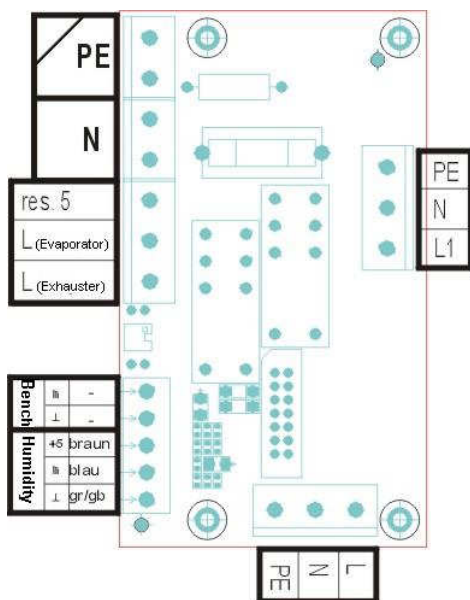 PE
N
res. 5
L (Evaporator)
L (Exhauster)
PE
N
L1
Bench
-
⊥ -
Humidity
+5 braun
blau
⊥ gr/gb
PE
N
L